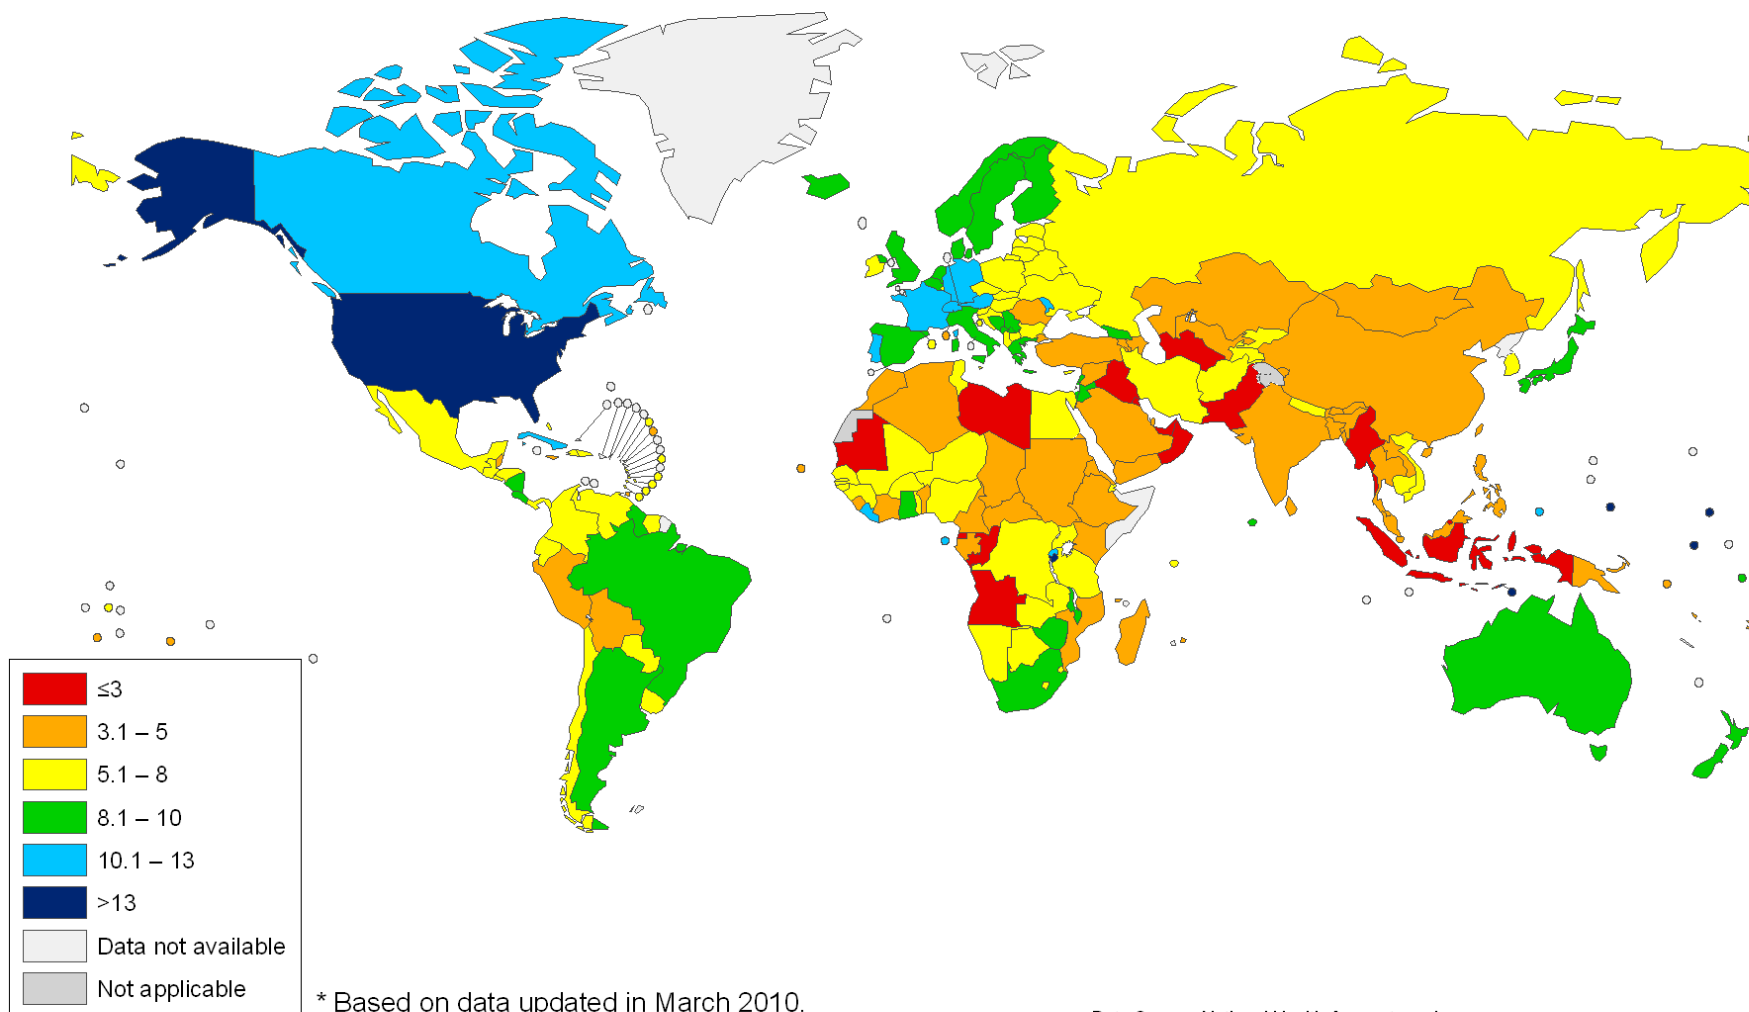 ≤3
3.1 – 5
5.1 – 8
8.1 – 10
10.1 – 13
>13
Data not available
Not applicable
* Based on data updated in March 2010.